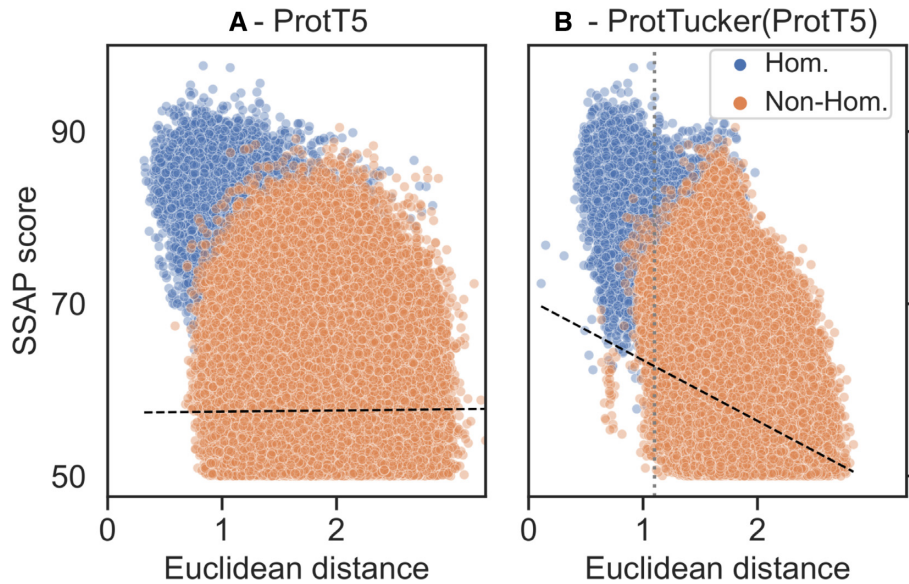 A - ProtT5
B - ProtTucker(ProtT5)
Hom.
Non-Hom.
SSAP score
90
70
50
0
1
2
0
1
2
Euclidean distance
Euclidean distance